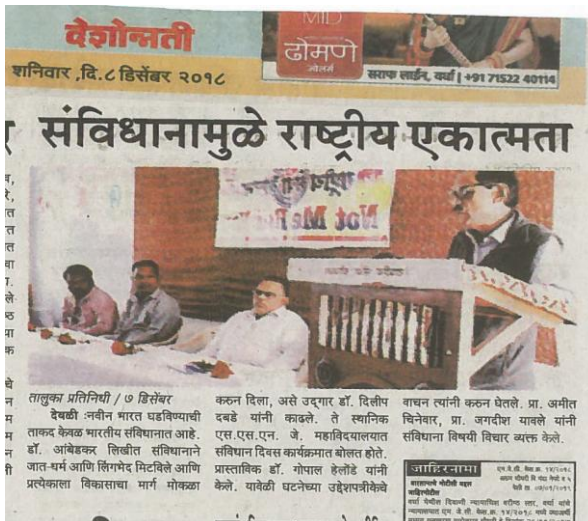 देशोन्नती
शनिवार ,दि.८ डिसेंबर २०१८
MID
ढोमणे
ज्वेलर्स
सराफ लाईन, वर्धा | +91 71522 40114
संविधानामुळे राष्ट्रीय एकात्मता
Not Me
तालुका प्रतिनिधी / ७ डिसेंबर
देवळी :नवीन भारत घडविण्याची
ताकद केवळ भारतीय संविधानात आहे.
डॉ. आंबेडकर लिखीत संविधानाने
जात-धर्म आणि लिंगभेद मिटविले आणि
प्रत्येकाला विकासाचा मार्ग मोकळा
करुन दिला, असे उद्‌गार डॉ. दिलीप
दबडे यांनी काढले. ते स्थानिक
एस.एस.एन. जे. महाविदयालयात
संविधान दिवस कार्यक्रमात बोलत होते.
प्रास्ताविक डॉ. गोपाल हेलोंडे यांनी
केले. यावेळी घटनेच्या उद्देशपत्रीकेचे
वाचन त्यांनी करुन घेतले. प्रा. अमीत
चिनेवार, प्रा. जगदीश यावले यांनी
संविधाना विषयी विचार व्यक्त केले.
जाहिरनामा